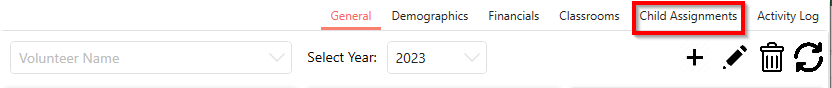 General Demographics Financials Classrooms Child Assignments Activity Log
Volunteer Name Select Year: 2023